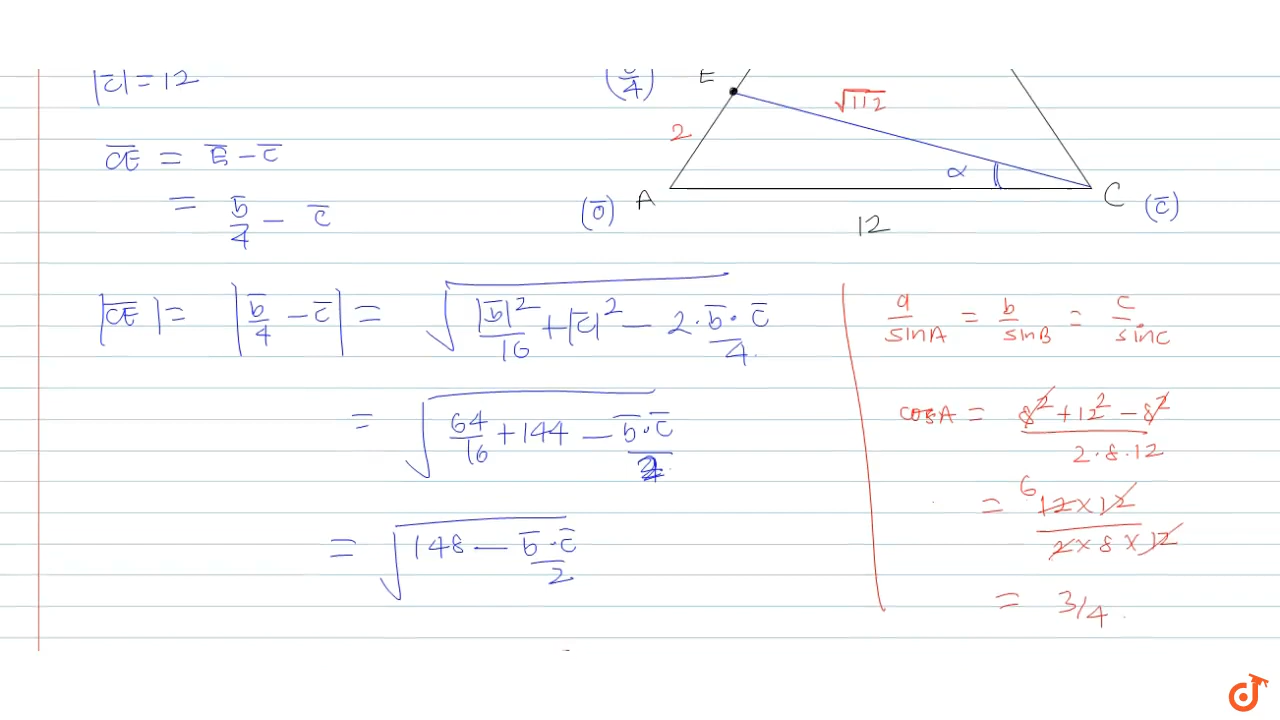 |c̅| = 12
C̅E̅ = E̅ − c̅
= b̅/4 − c̅
|C̅E̅| = |b̅/4 − c̅| = √(|b̅|²/16 + |c̅|² − 2·b̅·c̅/4)
= √(64/16 + 144 − b̅·c̅/2)
= √(148 − b̅·c̅/2)
E
√112
2
α
(0̅) A
C (c̅)
12
a/sinA = b/sinB = c/sinC
cosA = (8² + 12² − 8²)/(2·8·12)
= 6 12×12/(2×8×12)
= 3/4